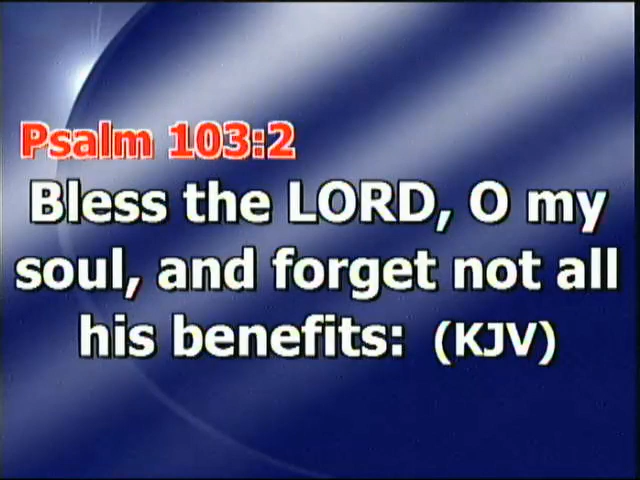 Psalm 103:2
Bless the LORD, O my
soul, and forget not all
his benefits: (KJV)